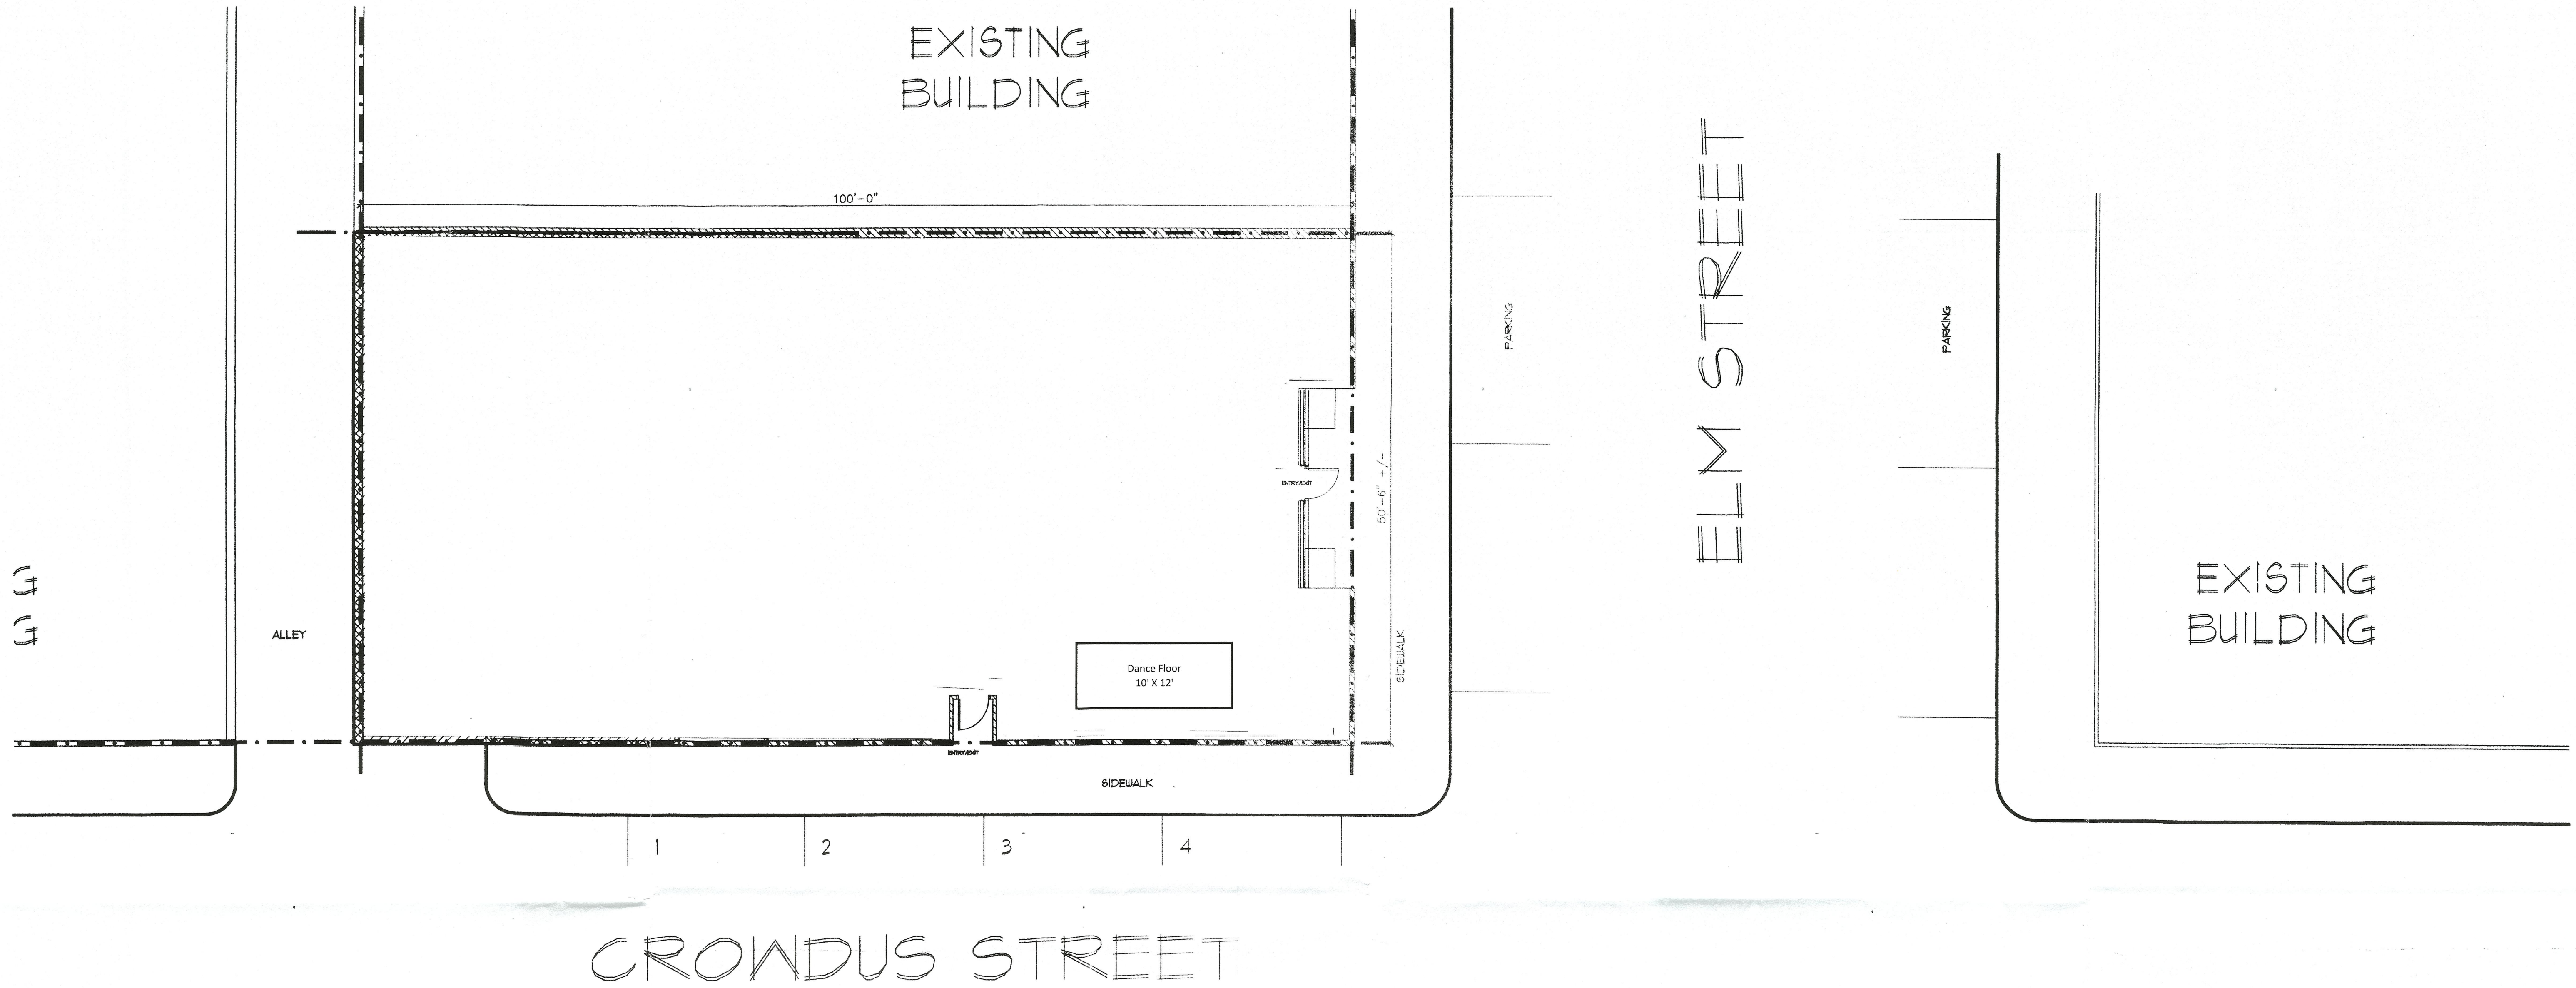 EXISTING
BUILDING
100'-0"
ELM STREET
PARKING
PARKING
ENTRY/EXIT
50'-6" +/-
EXISTING
BUILDING
G
G
ALLEY
SIDEWALK
Dance Floor
10' X 12'
ENTRY/EXIT
SIDEWALK
1
2
3
4
CROWDUS STREET